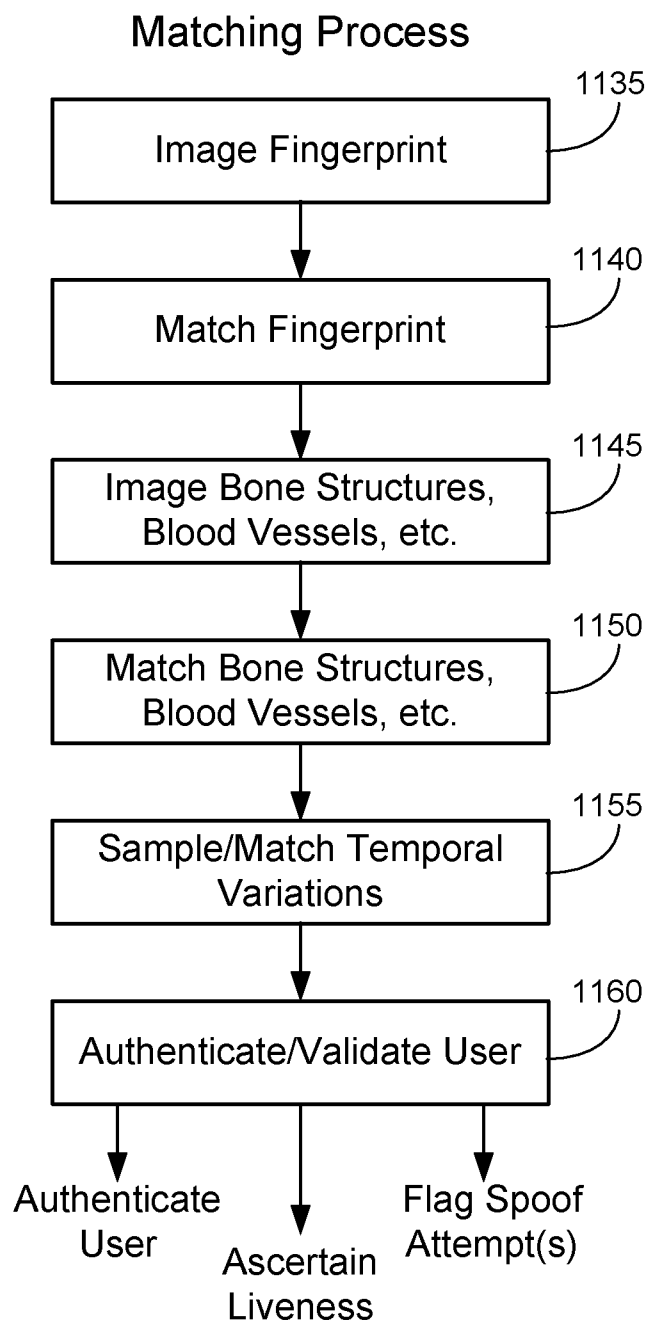 Matching Process
1135
Image Fingerprint
1140
Match Fingerprint
1145
Image Bone Structures,
Blood Vessels, etc.
1150
Match Bone Structures,
Blood Vessels, etc.
1155
Sample/Match Temporal
Variations
1160
Authenticate/Validate User
Authenticate
User
Ascertain
Liveness
Flag Spoof
Attempt(s)